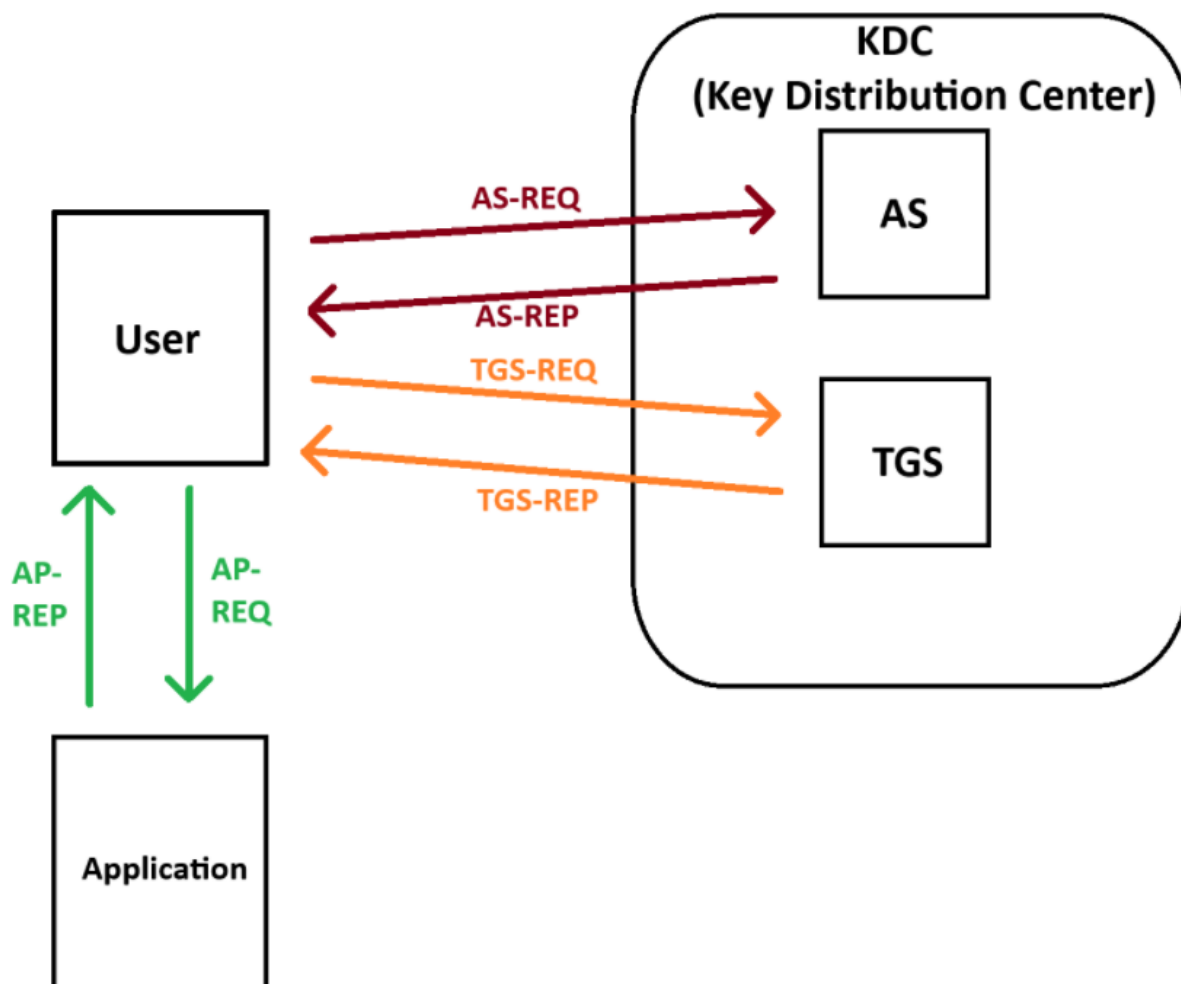 KDC
(Key Distribution Center)
AS-REQ
AS
AS-REP
User
TGS-REQ
TGS
TGS-REP
AP-
REP
AP-
REQ
Application